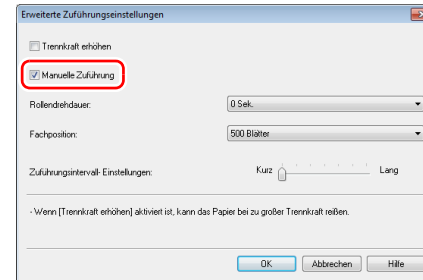 Erweiterte Zuführungseinstellungen
Trennkraft erhöhen
Manuelle Zuführung
Rollendrehdauer: 0 Sek.
Fachposition: 500 Blätter
Zuführungsintervall- Einstellungen: Kurz Lang
- Wenn [Trennkraft erhöhen] aktiviert ist, kann das Papier bei zu großer Trennkraft reißen.
OK Abbrechen Hilfe